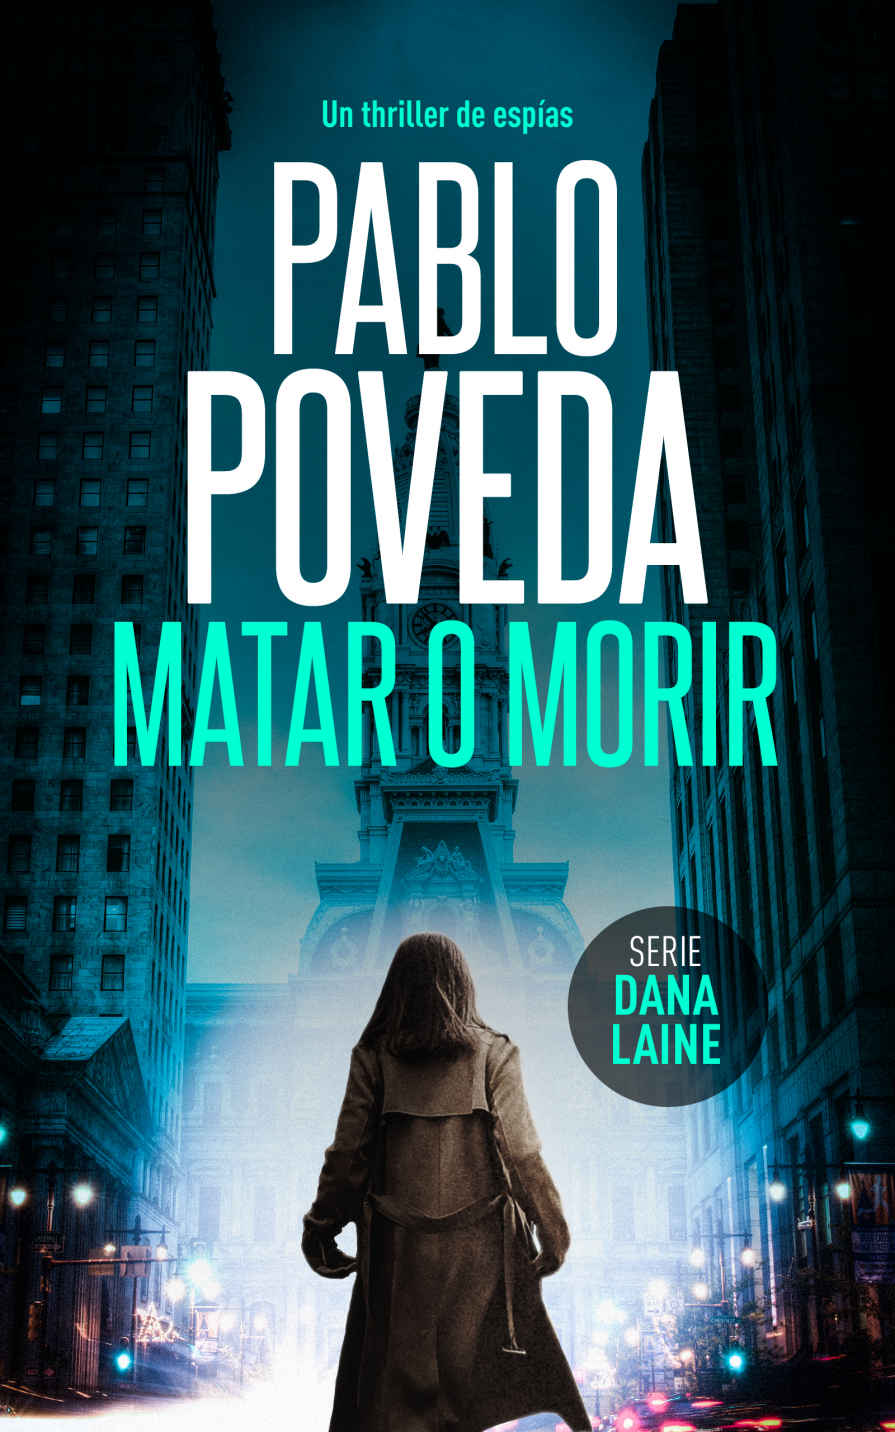 Un thriller de espías
PABLO
POVEDA
MATAR O MORIR
SERIE
DANA
LAINE